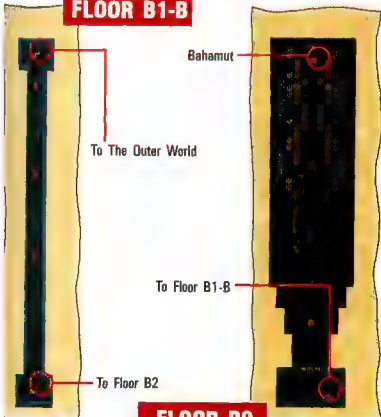 FLOOR B1-B
Bahamut
To The Outer World
To Floor B1-B
To Floor B2